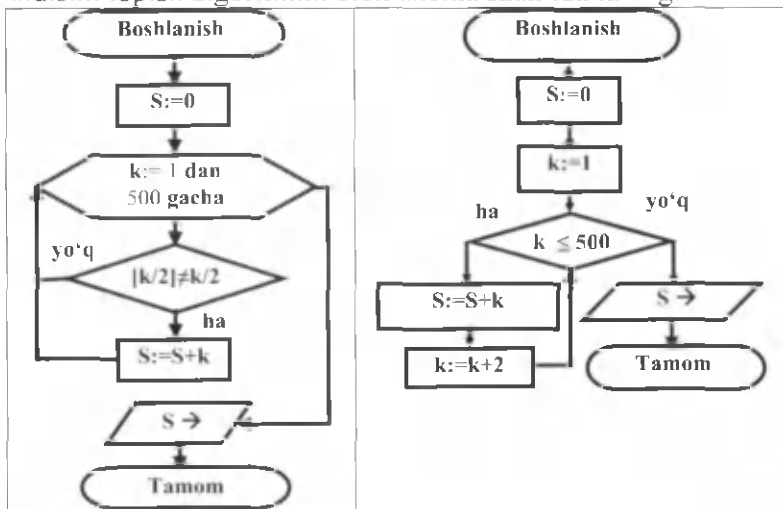 Boshlanish
S:=0
k:= 1 dan
500 gacha
yo‘q
[k/2]≠k/2
ha
S:=S+k
S →
Tamom
Boshlanish
S:=0
k:=1
ha
yo‘q
k ≤ 500
S:=S+k
S →
k:=k+2
Tamom